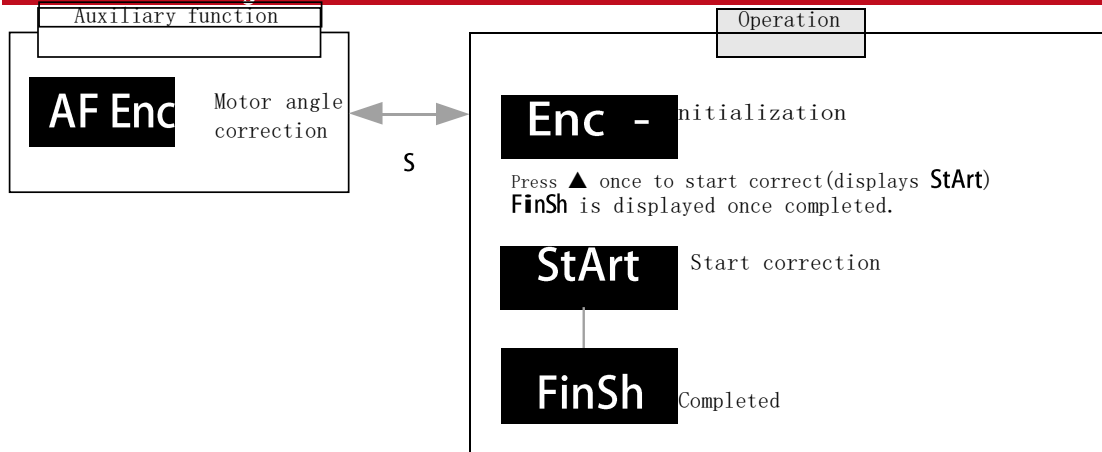 Auxiliary function
AF Enc
Motor angle
correction
S
Operation
Enc -
nitialization
Press ▲ once to start correct(displays StArt)
FinSh is displayed once completed.
StArt
Start correction
FinSh
Completed